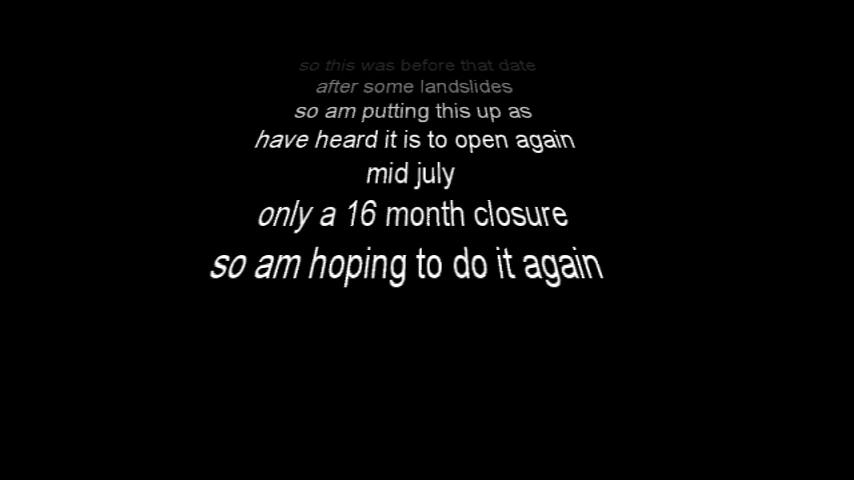 so this was before that date
after some landslides
so am putting this up as
have heard it is to open again
mid july
only a 16 month closure
so am hoping to do it again